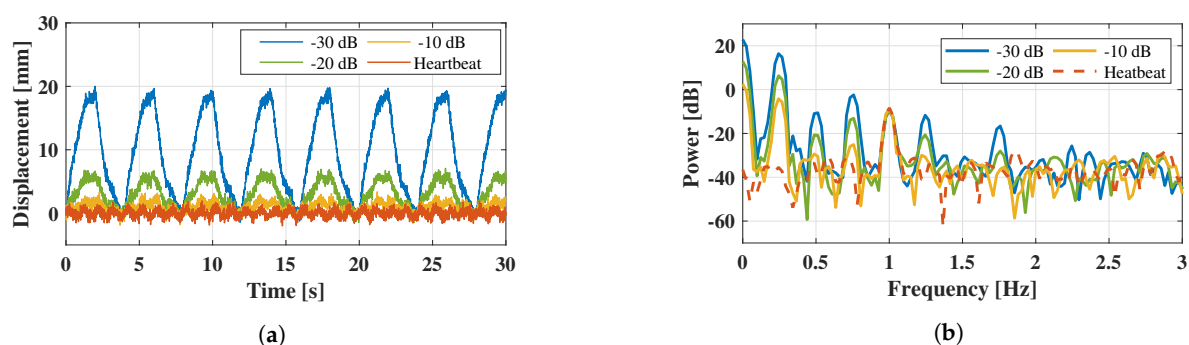 30
20
10
0
0
5
10
15
20
25
30
Displacement [mm]
Time [s]
-30 dB
-10 dB
-20 dB
Heartbeat
(a)
20
-20
-40
-60
0
0
0.5
1
1.5
2
2.5
3
Power [dB]
Frequency [Hz]
-30 dB
-10 dB
-20 dB
Heatbeat
(b)